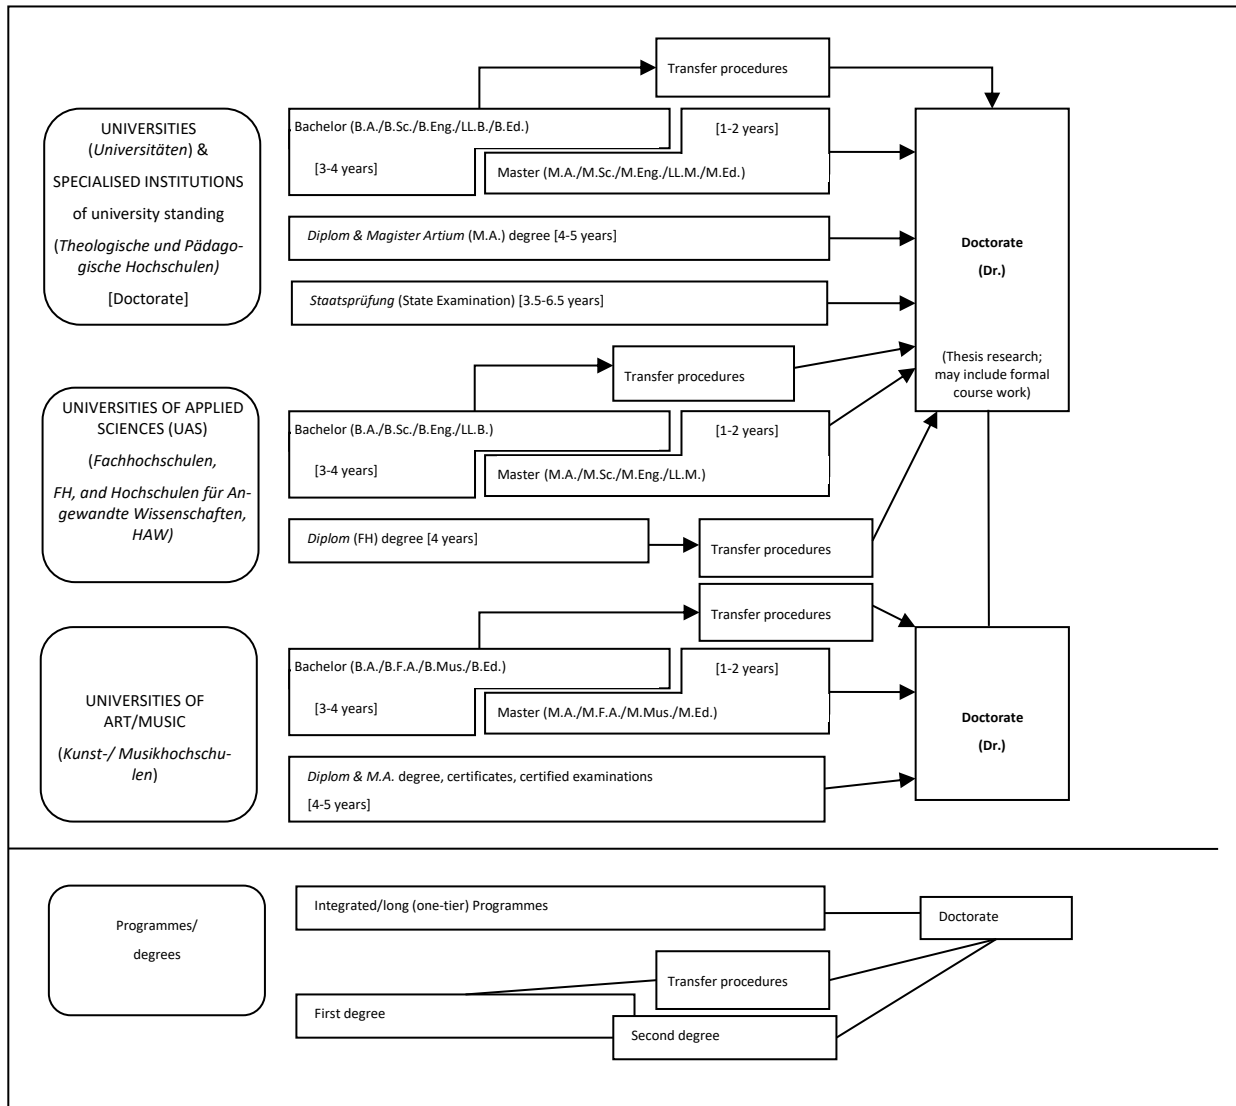 Transfer procedures
UNIVERSITIES
(Universitäten) &
SPECIALISED INSTITUTIONS
of university standing
(Theologische und Pädago-
gische Hochschulen)
[Doctorate]
Bachelor (B.A./B.Sc./B.Eng./LL.B./B.Ed.)
[3-4 years]
[1-2 years]
Master (M.A./M.Sc./M.Eng./LL.M./M.Ed.)
Diplom & Magister Artium (M.A.) degree [4-5 years]
Staatsprüfung (State Examination) [3.5-6.5 years]
Doctorate
(Dr.)
(Thesis research;
may include formal
course work)
Transfer procedures
UNIVERSITIES OF APPLIED
SCIENCES (UAS)
(Fachhochschulen,
FH, and Hochschulen für An-
gewandte Wissenschaften,
HAW)
Bachelor (B.A./B.Sc./B.Eng./LL.B.)
[3-4 years]
[1-2 years]
Master (M.A./M.Sc./M.Eng./LL.M.)
Diplom (FH) degree [4 years]
Transfer procedures
Transfer procedures
UNIVERSITIES OF
ART/MUSIC
(Kunst-/ Musikhochschu-
len)
Bachelor (B.A./B.F.A./B.Mus./B.Ed.)
[3-4 years]
[1-2 years]
Master (M.A./M.F.A./M.Mus./M.Ed.)
Diplom & M.A. degree, certificates, certified examinations
[4-5 years]
Doctorate
(Dr.)
Programmes/
degrees
Integrated/long (one-tier) Programmes
Doctorate
Transfer procedures
First degree
Second degree